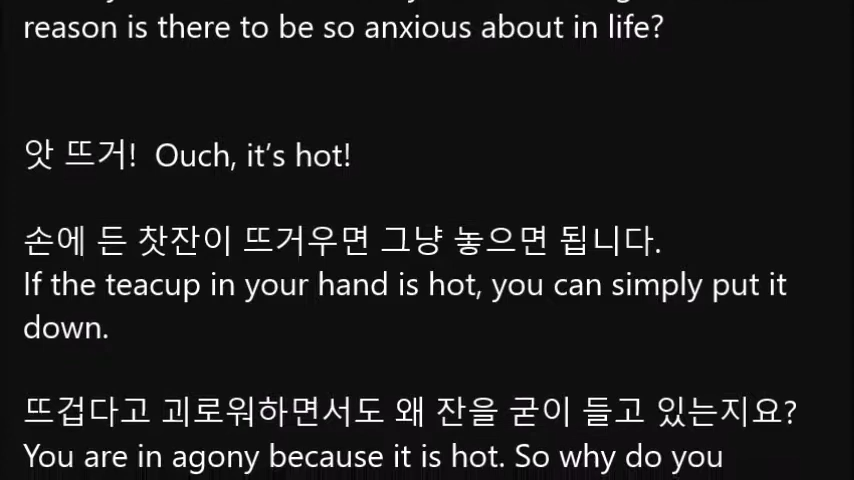 reason is there to be so anxious about in life?
앗 뜨거! Ouch, it's hot!
손에 든 찻잔이 뜨거우면 그냥 놓으면 됩니다.
If the teacup in your hand is hot, you can simply put it
down.
뜨겁다고 괴로워하면서도 왜 잔을 굳이 들고 있는지요?
You are in agony because it is hot. So why do you